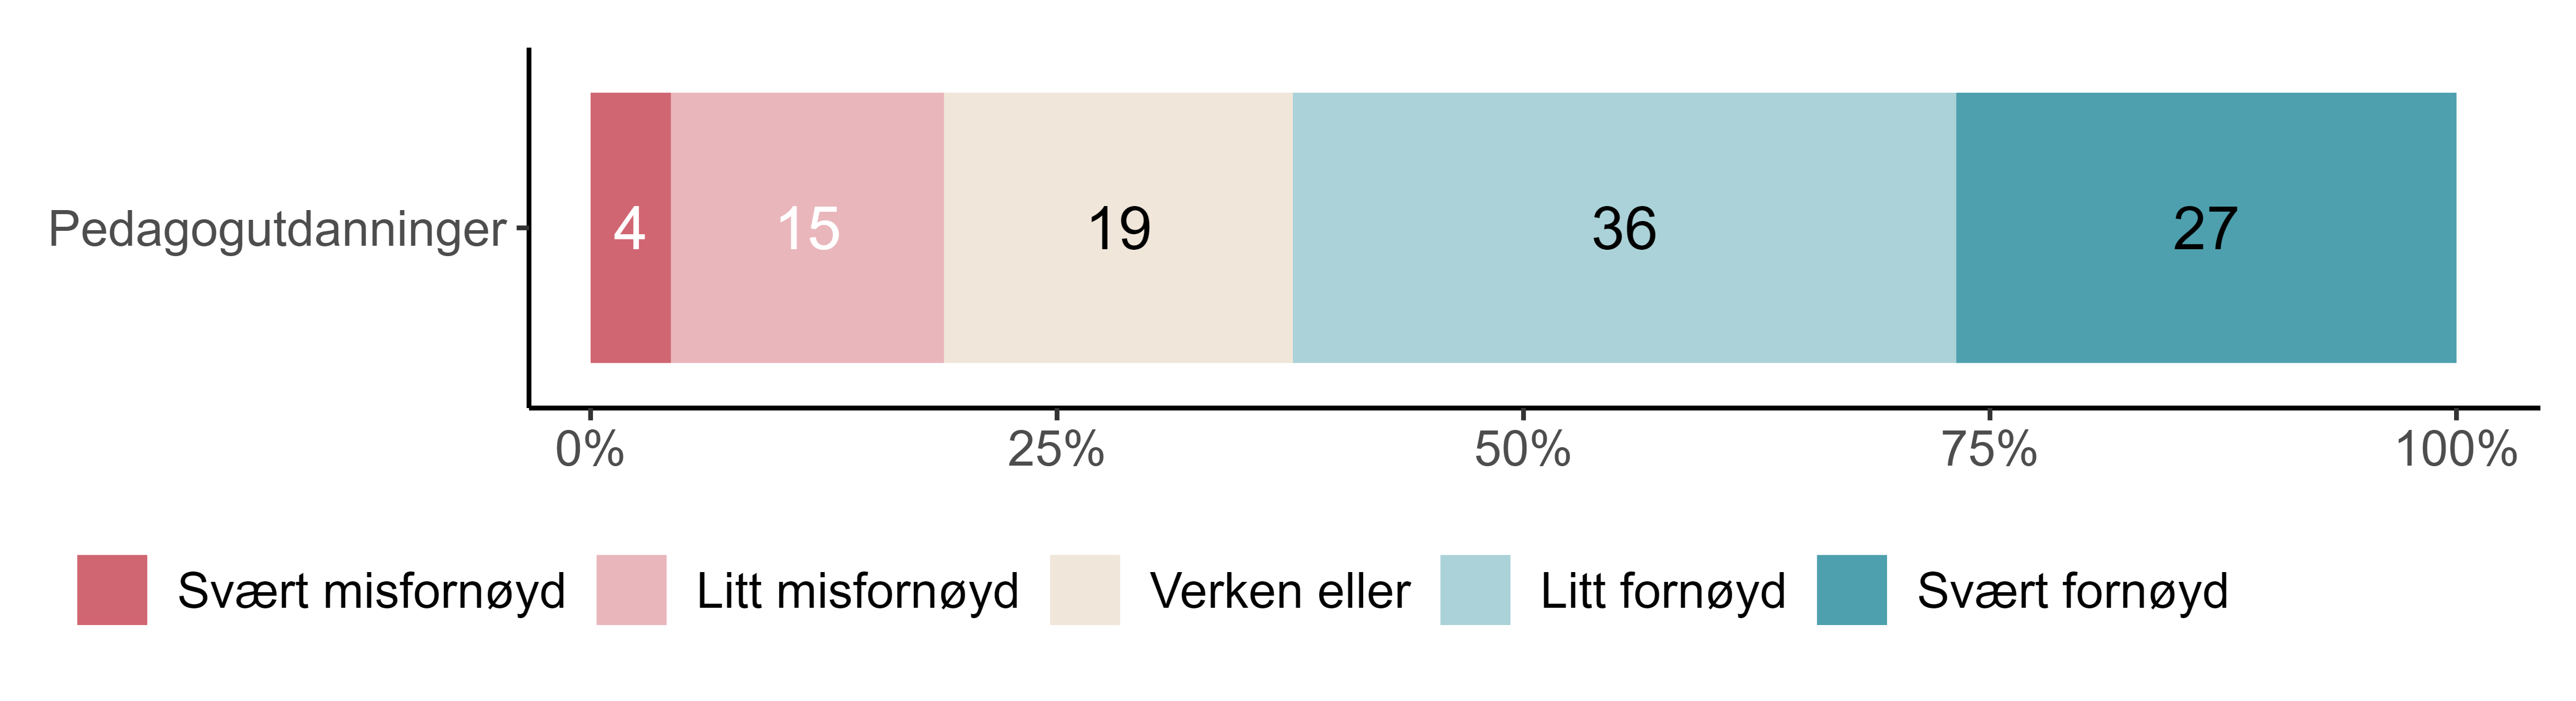 Pedagogutdanninger 4 15 19 36 27
0% 25% 50% 75% 100%
Svært misfornøyd Litt misfornøyd Verken eller Litt fornøyd Svært fornøyd